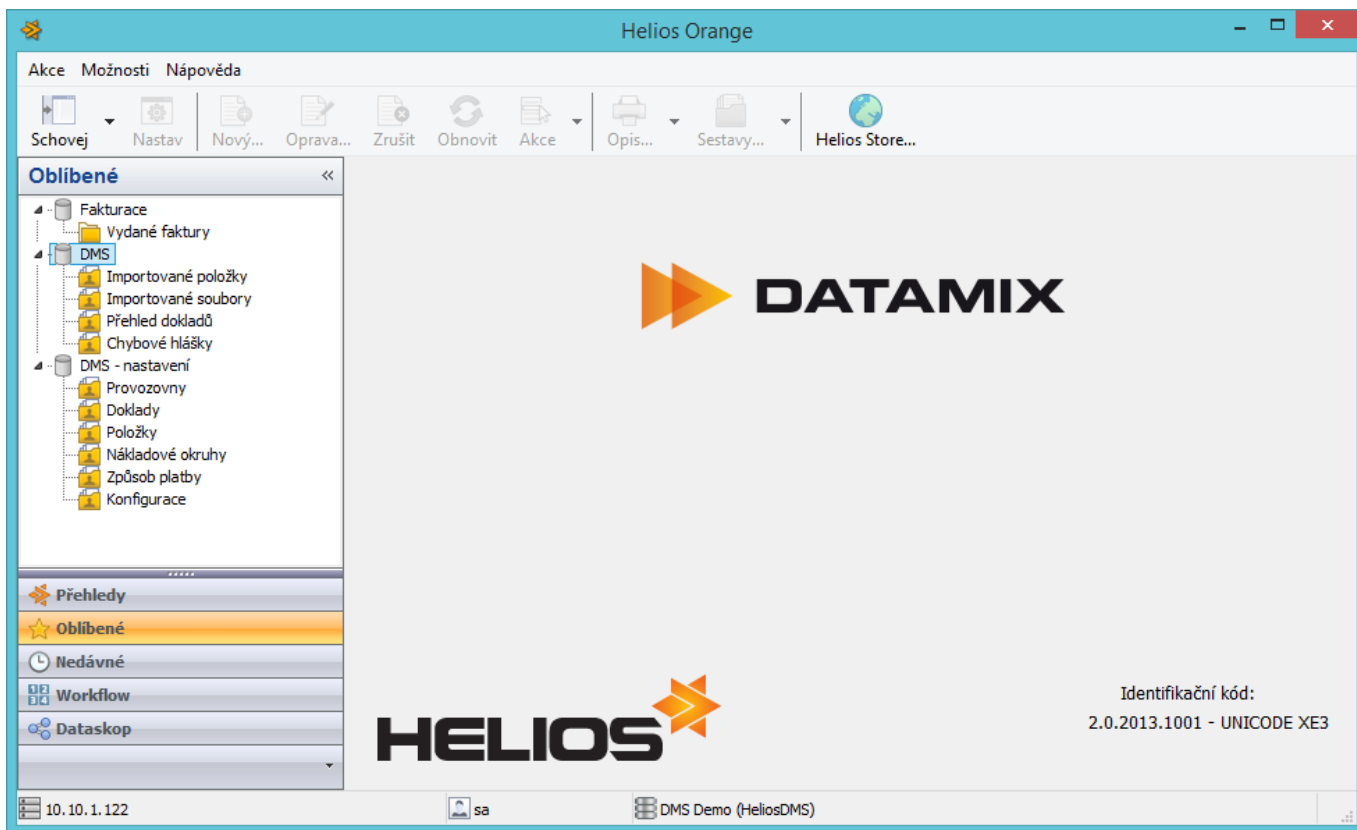 Helios Orange
Akce Možnosti Nápověda
Schovej Nastav Nový... Oprava... Zrušit Obnovit Akce Opis... Sestavy... Helios Store...
Oblíbené
Fakturace
Vydané faktury
DMS
Importované položky
Importované soubory
Přehled dokladů
Chybové hlášky
DMS - nastavení
Provozovny
Doklady
Položky
Nákladové okruhy
Způsob platby
Konfigurace
DATAMIX
Přehledy
Oblíbené
Nedávné
Workflow
Dataskop
HELIOS
Identifikační kód:
2.0.2013.1001 - UNICODE XE3
10.10.1.122 sa DMS Demo (HeliosDMS)